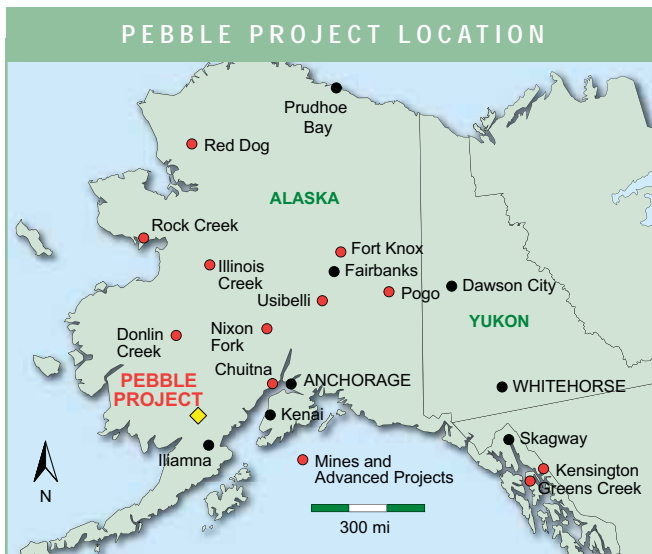 PEBBLE PROJECT LOCATION
Prudhoe
Bay
Red Dog
ALASKA
Rock Creek
Fort Knox
Illinois
Creek
Fairbanks
Usibelli
Pogo
Dawson City
YUKON
Donlin
Creek
Nixon
Fork
Chuitna
PEBBLE
PROJECT
ANCHORAGE
WHITEHORSE
Kenai
Iliamna
Skagway
Mines and
Advanced Projects
Kensington
Greens Creek
N
300 mi